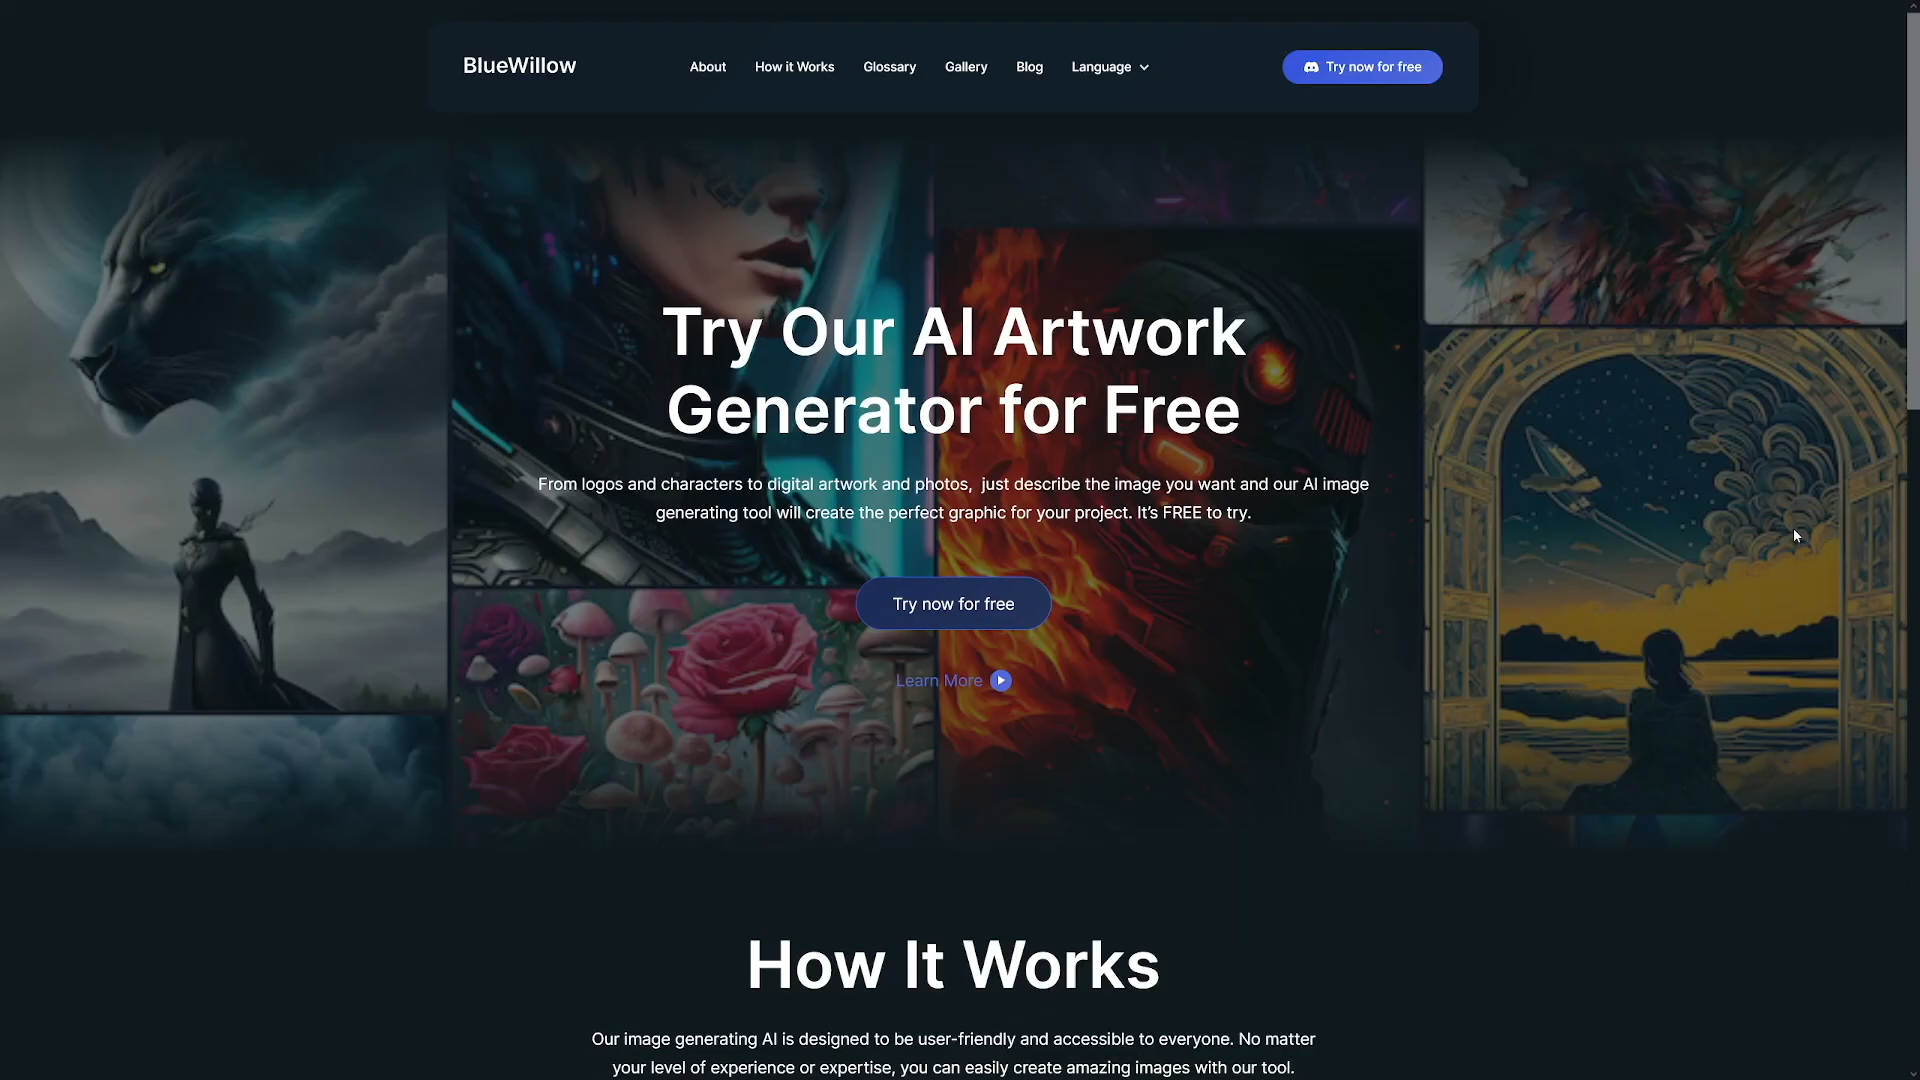 BlueWillow
About
How it Works
Glossary
Gallery
Blog
Language
Try now for free
Try Our AI Artwork
Generator for Free
From logos and characters to digital artwork and photos, just describe the image you want and our AI image
generating tool will create the perfect graphic for your project. It's FREE to try.
Try now for free
Learn More
How It Works
Our image generating AI is designed to be user-friendly and accessible to everyone. No matter
your level of experience or expertise, you can easily create amazing images with our tool.